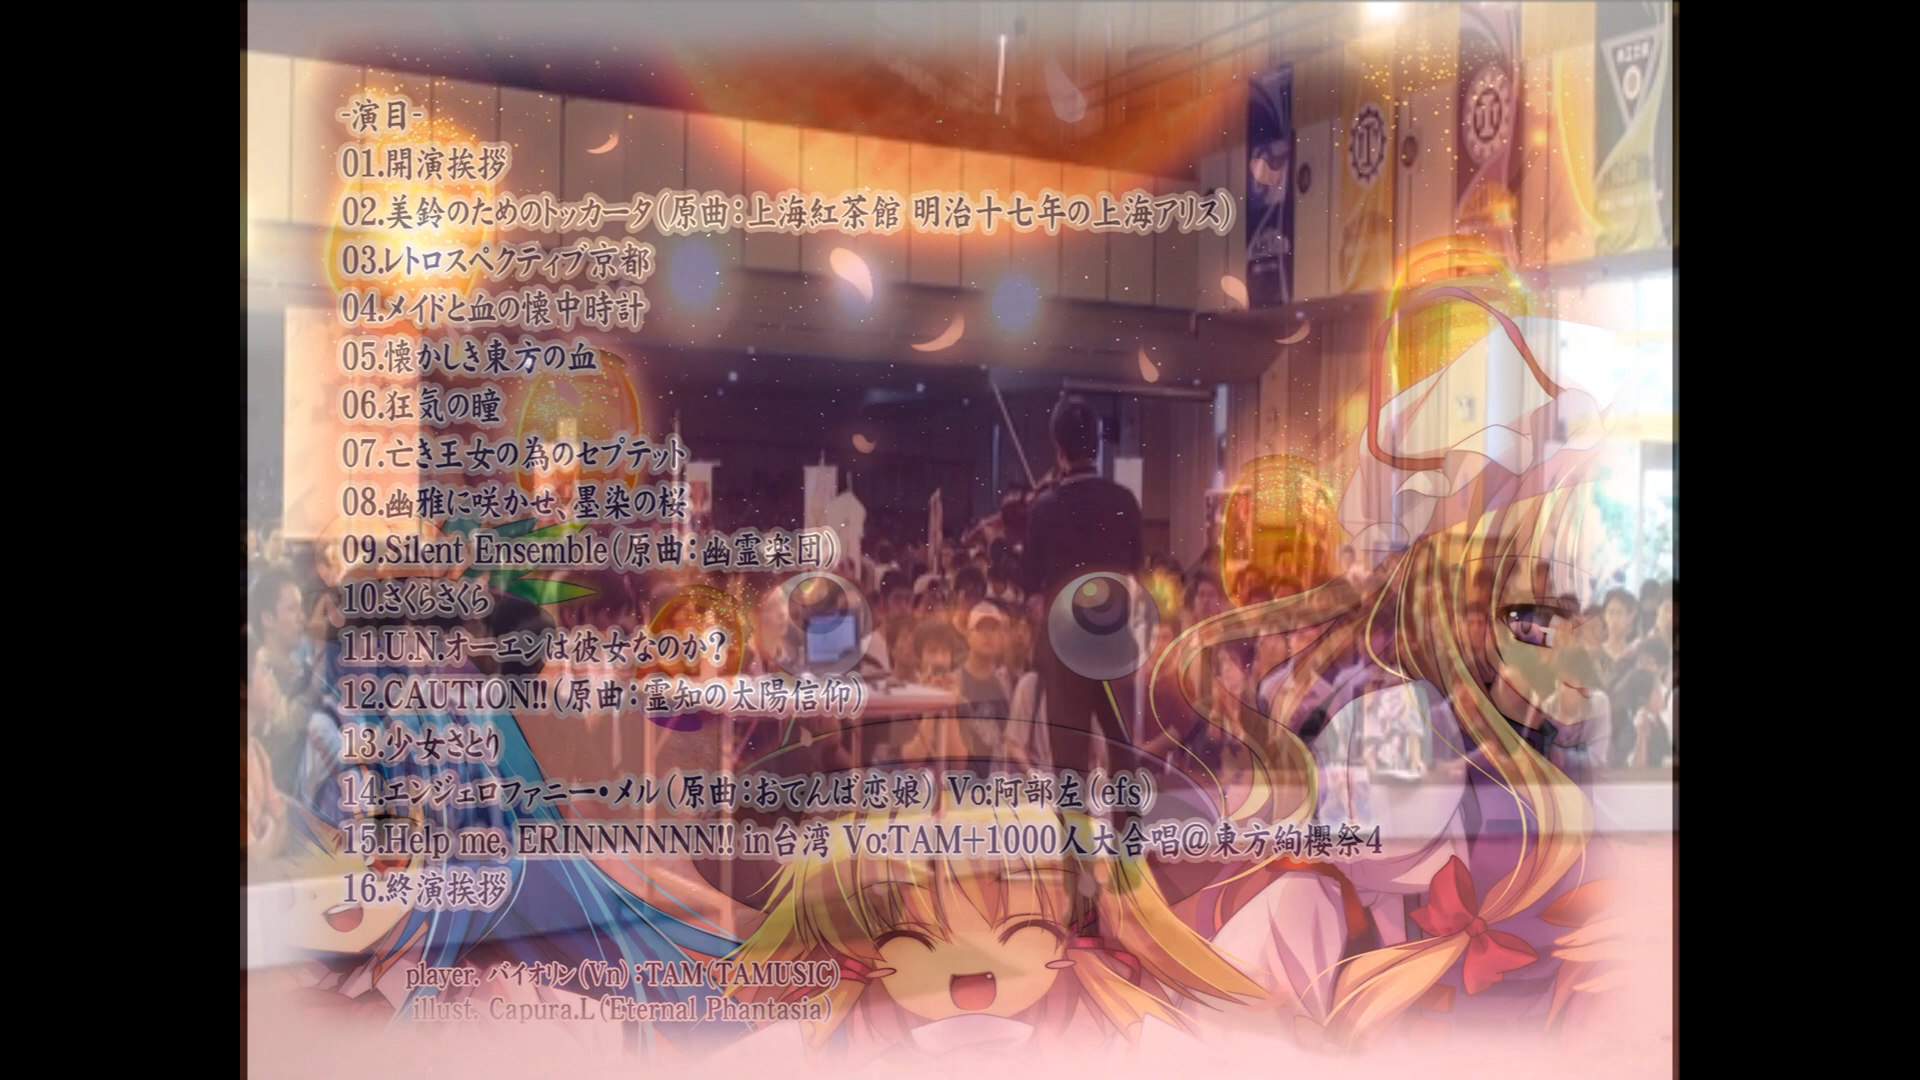 -演目-
01.開演挨拶
02.美鈴のためのトッカータ(原曲：上海紅茶館 明治十七年の上海アリス)
03.レトロスペクティブ京都
04.メイドと血の懐中時計
05.懐かしき東方の血
06.狂気の瞳
07.亡き王女の為のセプテット
08.幽雅に咲かせ、墨染の桜
09.Silent Ensemble(原曲：幽霊楽団)
10.さくらさくら
11.U.N.オーエンは彼女なのか?
12.CAUTION!!(原曲：霊知の太陽信仰)
13.少女さとり
14.エンジェロファニー・メル(原曲：おてんば恋娘) Vo:阿部左(efs)
15.Help me, ERINNNNNN!! in台湾 Vo:TAM+1000人大合唱@東方絢櫻祭4
16.終演挨拶
player. バイオリン(Vn)：TAM(TAMUSIC)
illust. Capura.L(Eternal Phantasia)